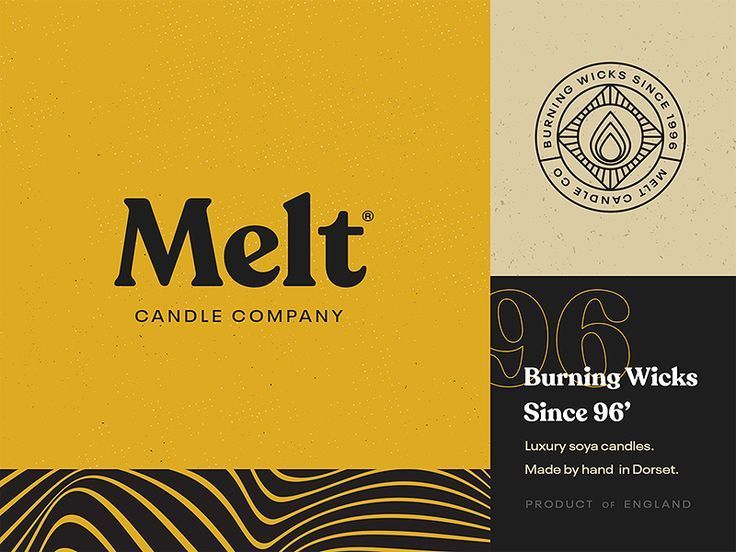 Melt®
CANDLE COMPANY
BURNING WICKS SINCE 1996
MELT CANDLE CO
96
Burning Wicks
Since 96’
Luxury soya candles.
Made by hand in Dorset.
PRODUCT OF ENGLAND